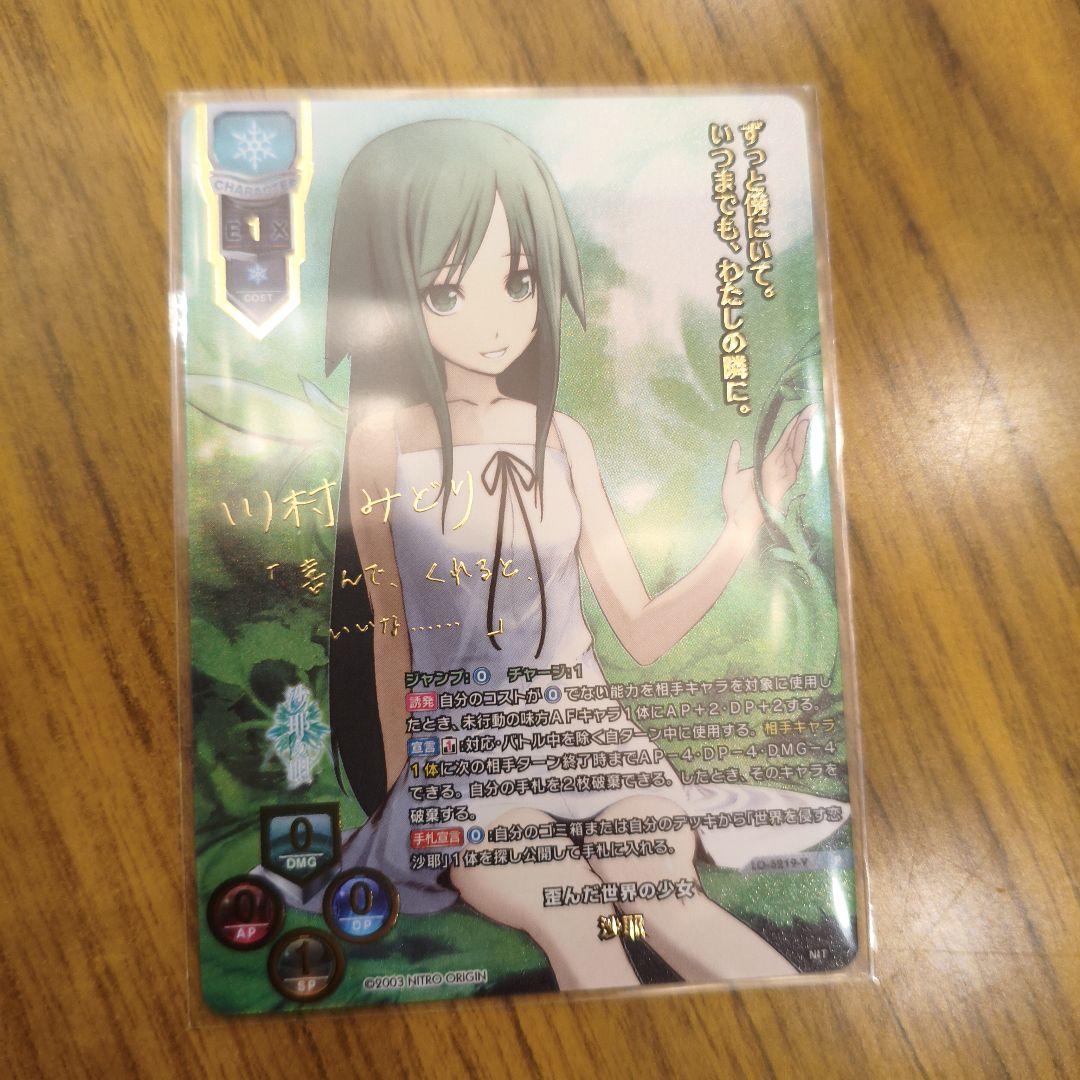 CHARACTER
E 1 X
COST
ずっと傍にいて。
いつまでも、わたしの隣に。
川村みどり
「喜んで、くれると、
いいな……」
ジャンプ:0 チャージ:1
誘発 自分のコストが0でない能力を相手キャラを対象に使用し
たとき、未行動の味方AFキャラ1体にAP+2・DP+2する。
宣言 :対応・バトル中を除く自ターン中に使用する。相手キャラ
1体に次の相手ターン終了時までAP-4・DP-4・DMG-4
できる。自分の手札を2枚破棄できる。したとき、そのキャラを
破棄する。
手札宣言 0:自分のゴミ箱または自分のデッキから「世界を侵す恋
沙耶」1体を探し公開して手札に入れる。
沙耶の唄
0
DMG
0
AP
0
DP
1
SP
LO-5219-Y
歪んだ世界の少女
沙耶
NIT
©2003 NITRO ORIGIN